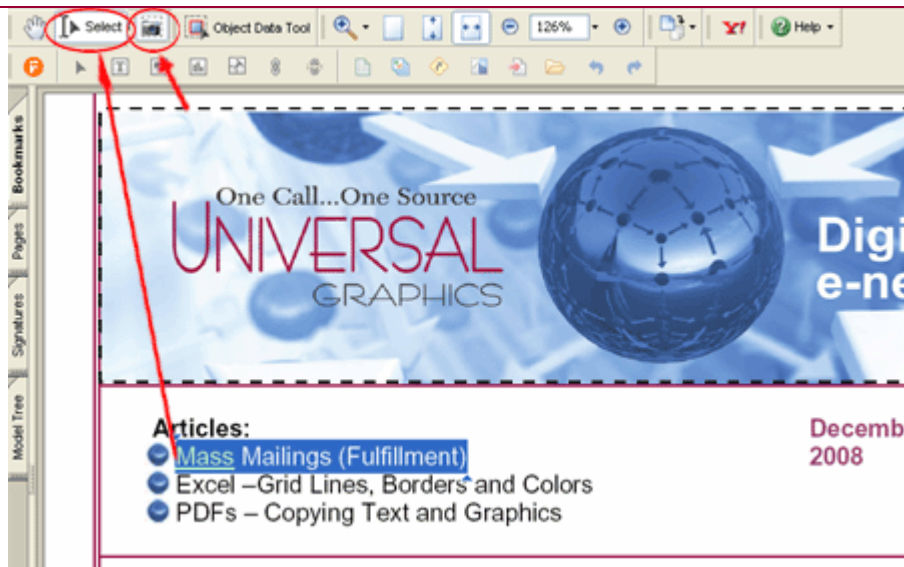 Select Object Data Tool 126% Y! Help
Bookmarks
Pages
Signatures
Model Tree
One Call...One Source
UNIVERSAL
GRAPHICS
Digi
e-ne
Articles:
Mass Mailings (Fulfillment)
Excel –Grid Lines, Borders and Colors
PDFs – Copying Text and Graphics
Decemb
2008